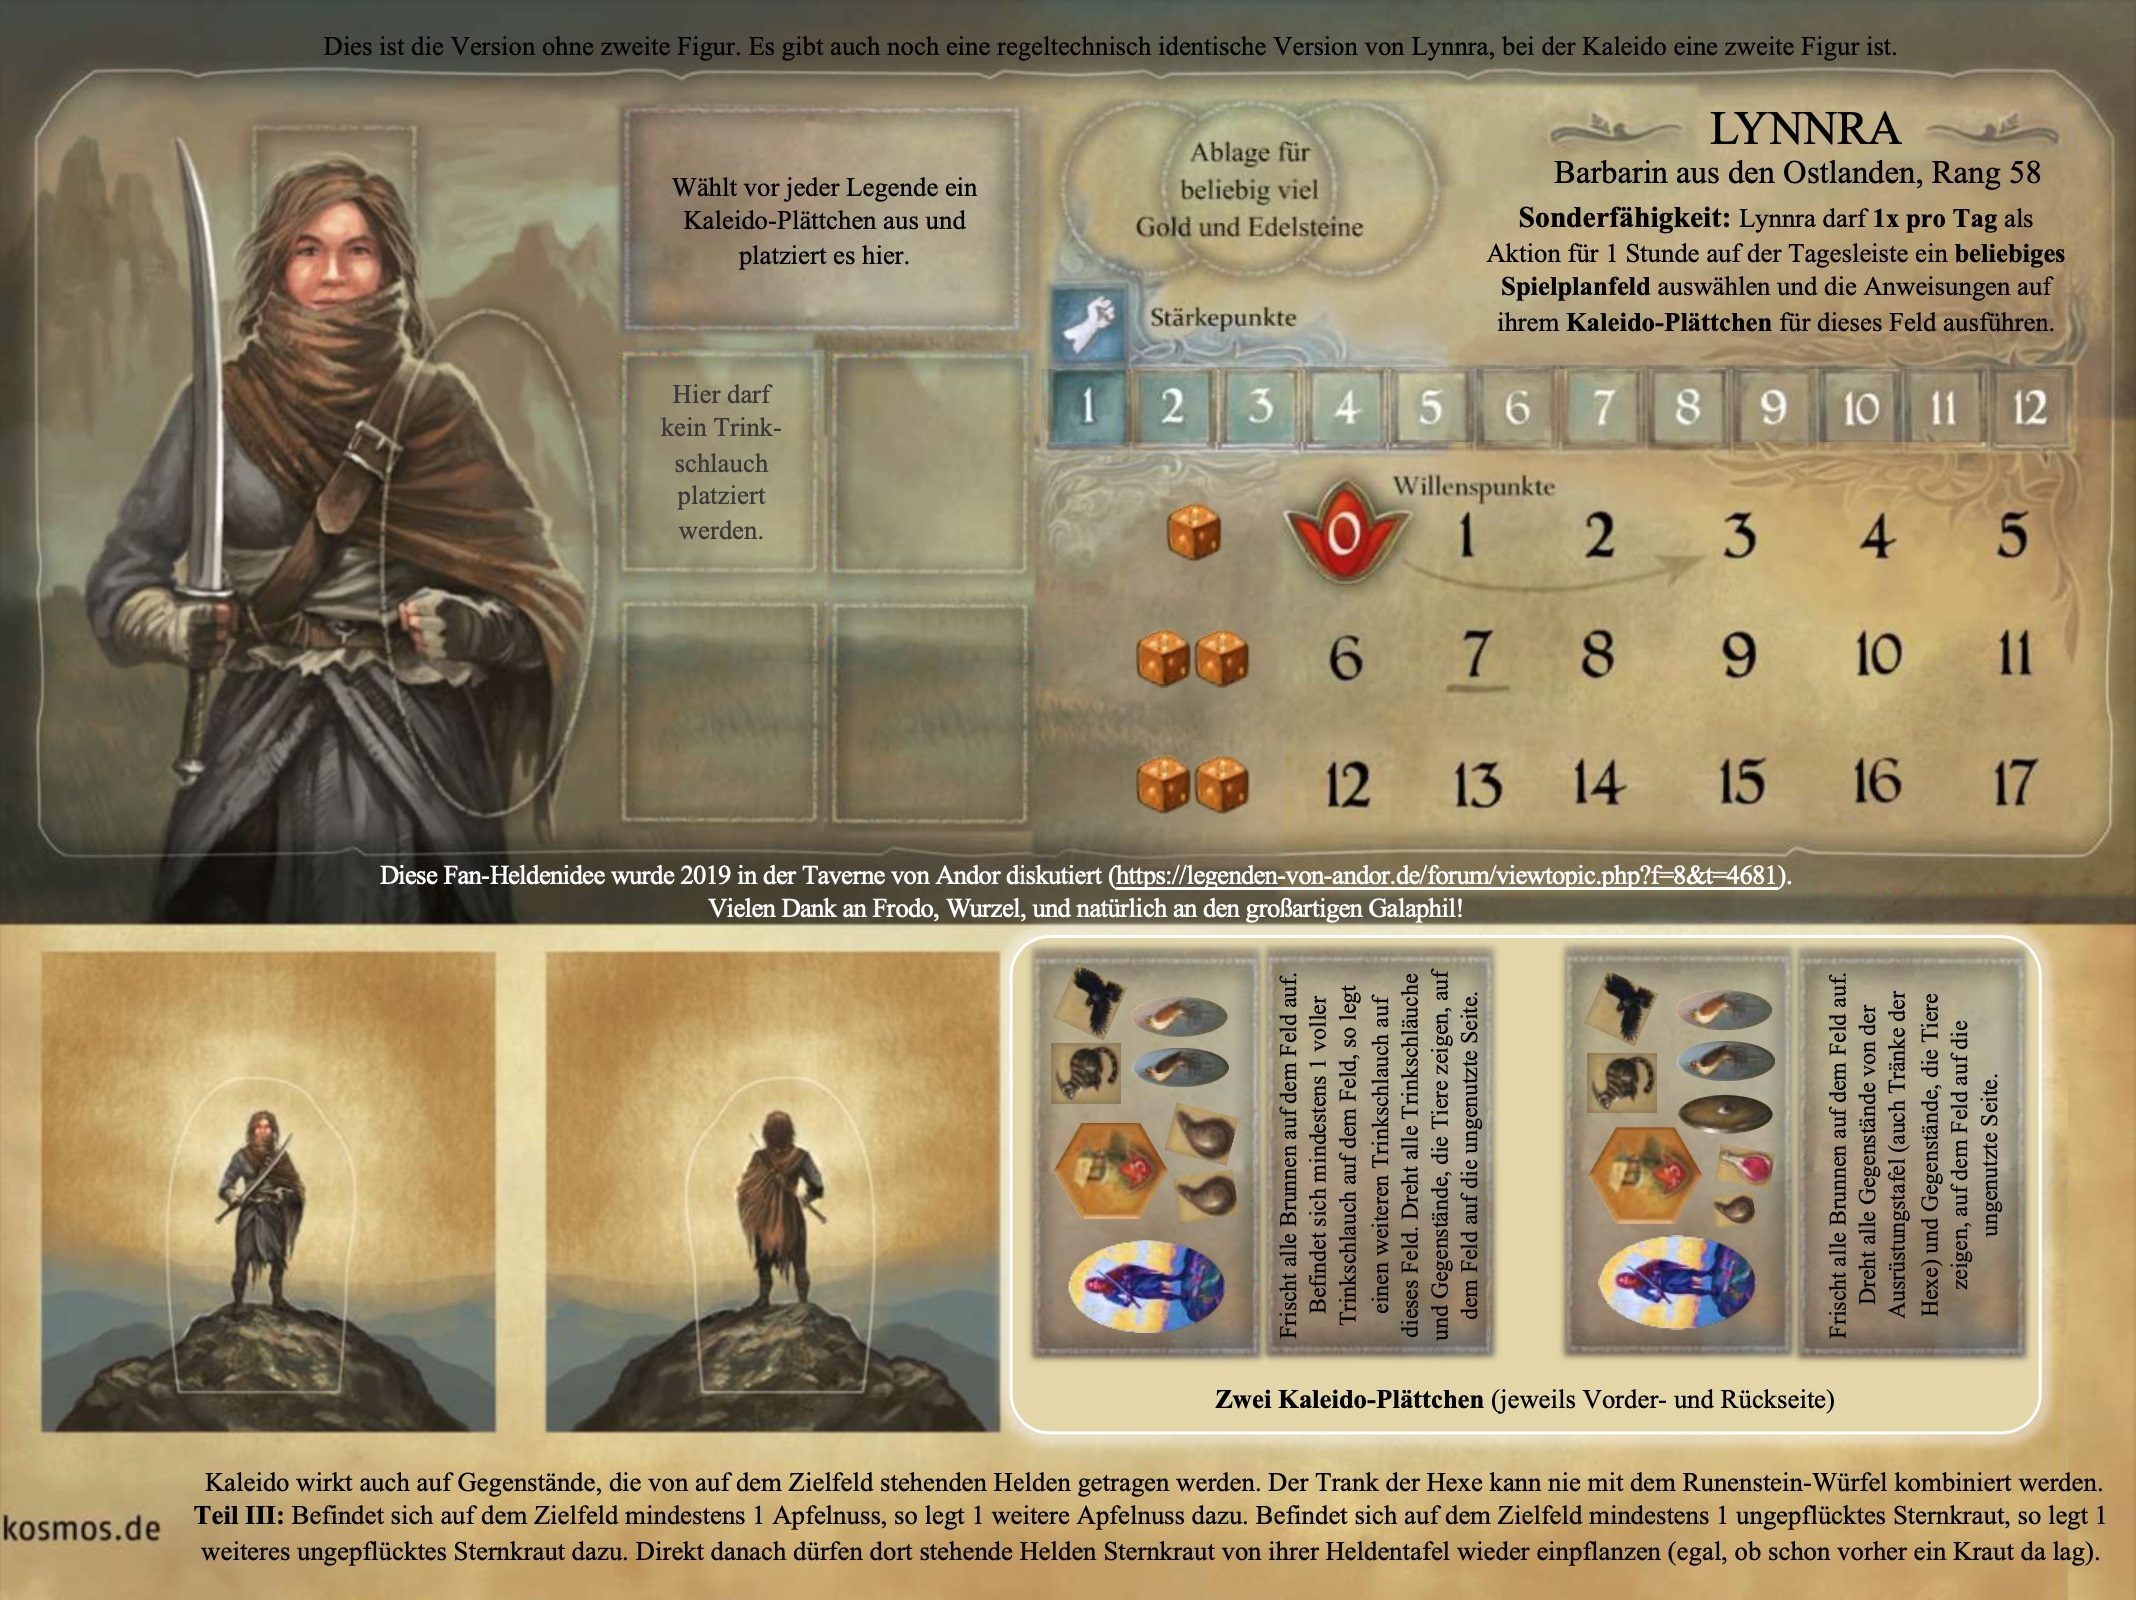 Dies ist die Version ohne zweite Figur. Es gibt auch noch eine regeltechnisch identische Version von Lynnra, bei der Kaleido eine zweite Figur ist.
Wählt vor jeder Legende ein
Kaleido-Plättchen aus und
platziert es hier.
Hier darf
kein Trink-
schlauch
platziert
werden.
Ablage für
beliebig viel
Gold und Edelsteine
LYNNRA
Barbarin aus den Ostlanden, Rang 58
Sonderfähigkeit: Lynnra darf 1x pro Tag als
Aktion für 1 Stunde auf der Tagesleiste ein beliebiges
Spielplanfeld auswählen und die Anweisungen auf
ihrem Kaleido-Plättchen für dieses Feld ausführen.
Stärkepunkte
1 2 3 4 5 6 7 8 9 10 11 12
Willenspunkte
0 1 2 3 4 5
6 7 8 9 10 11
12 13 14 15 16 17
Diese Fan-Heldenidee wurde 2019 in der Taverne von Andor diskutiert (https://legenden-von-andor.de/forum/viewtopic.php?f=8&t=4681).
Vielen Dank an Frodo, Wurzel, und natürlich an den großartigen Galaphil!
Frischt alle Brunnen auf dem Feld auf.
Befindet sich mindestens 1 voller
Trinkschlauch auf dem Feld, so legt
einen weiteren Trinkschlauch auf
dieses Feld. Dreht alle Trinkschläuche
und Gegenstände, die Tiere zeigen, auf
dem Feld auf die ungenutzte Seite.
Frischt alle Brunnen auf dem Feld auf.
Dreht alle Gegenstände von der
Ausrüstungstafel (auch Tränke der
Hexe) und Gegenstände, die Tiere
zeigen, auf dem Feld auf die
ungenutzte Seite.
Zwei Kaleido-Plättchen (jeweils Vorder- und Rückseite)
Kaleido wirkt auch auf Gegenstände, die von auf dem Zielfeld stehenden Helden getragen werden. Der Trank der Hexe kann nie mit dem Runenstein-Würfel kombiniert werden.
Teil III: Befindet sich auf dem Zielfeld mindestens 1 Apfelnuss, so legt 1 weitere Apfelnuss dazu. Befindet sich auf dem Zielfeld mindestens 1 ungepflücktes Sternkraut, so legt 1
weiteres ungepflücktes Sternkraut dazu. Direkt danach dürfen dort stehende Helden Sternkraut von ihrer Heldentafel wieder einpflanzen (egal, ob schon vorher ein Kraut da lag).
kosmos.de